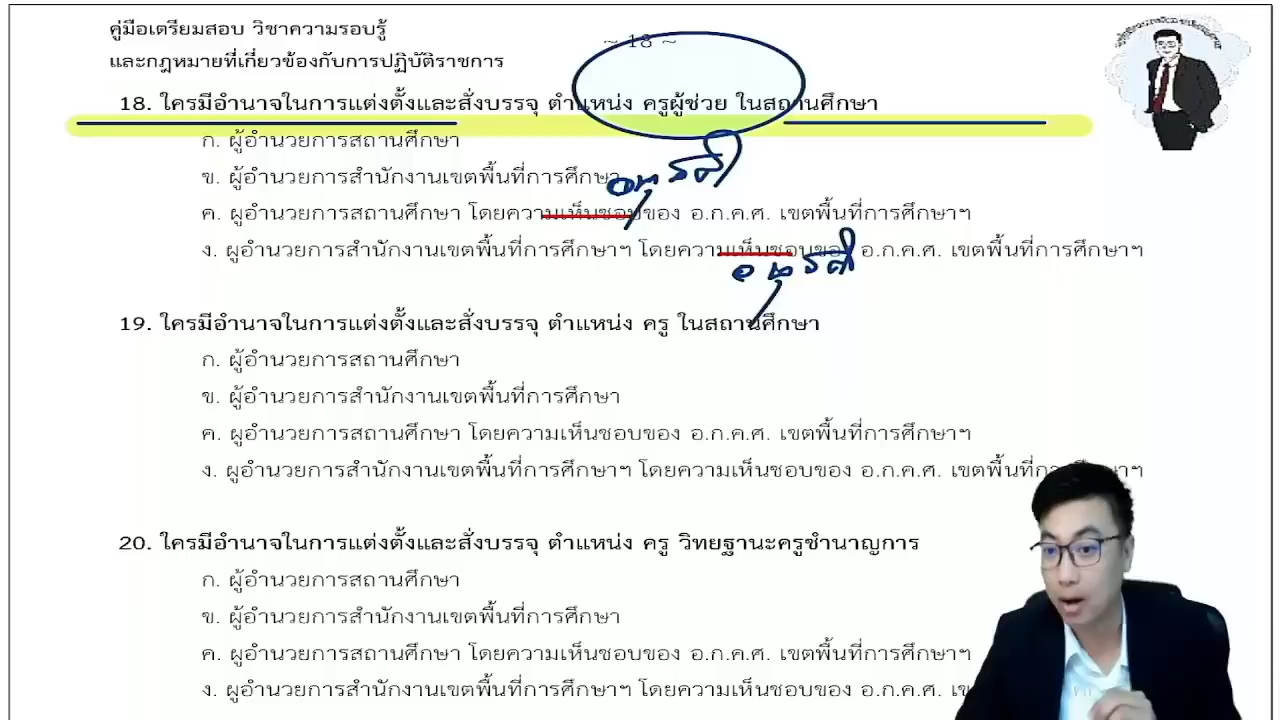 คู่มือเตรียมสอบ วิชาความรอบรู้
~ 18 ~
และกฎหมายที่เกี่ยวข้องกับการปฏิบัติราชการ
18. ใครมีอำนาจในการแต่งตั้งและสั่งบรรจุ ตำแหน่ง ครูผู้ช่วย ในสถานศึกษา
ก. ผู้อำนวยการสถานศึกษา
ข. ผู้อำนวยการสำนักงานเขตพื้นที่การศึกษา
อนุมัติ
ค. ผู้อำนวยการสถานศึกษา โดยความเห็นชอบของ อ.ก.ค.ศ. เขตพื้นที่การศึกษาฯ
ง. ผู้อำนวยการสำนักงานเขตพื้นที่การศึกษาฯ โดยความเห็นชอบของ อ.ก.ค.ศ. เขตพื้นที่การศึกษาฯ
อนุมัติ
19. ใครมีอำนาจในการแต่งตั้งและสั่งบรรจุ ตำแหน่ง ครู ในสถานศึกษา
ก. ผู้อำนวยการสถานศึกษา
ข. ผู้อำนวยการสำนักงานเขตพื้นที่การศึกษา
ค. ผู้อำนวยการสถานศึกษา โดยความเห็นชอบของ อ.ก.ค.ศ. เขตพื้นที่การศึกษาฯ
ง. ผู้อำนวยการสำนักงานเขตพื้นที่การศึกษาฯ โดยความเห็นชอบของ อ.ก.ค.ศ. เขตพื้นที่การศึกษาฯ
20. ใครมีอำนาจในการแต่งตั้งและสั่งบรรจุ ตำแหน่ง ครู วิทยฐานะครูชำนาญการ
ก. ผู้อำนวยการสถานศึกษา
ข. ผู้อำนวยการสำนักงานเขตพื้นที่การศึกษา
ค. ผู้อำนวยการสถานศึกษา โดยความเห็นชอบของ อ.ก.ค.ศ. เขตพื้นที่การศึกษาฯ
ง. ผู้อำนวยการสำนักงานเขตพื้นที่การศึกษาฯ โดยความเห็นชอบของ อ.ก.ค.ศ.